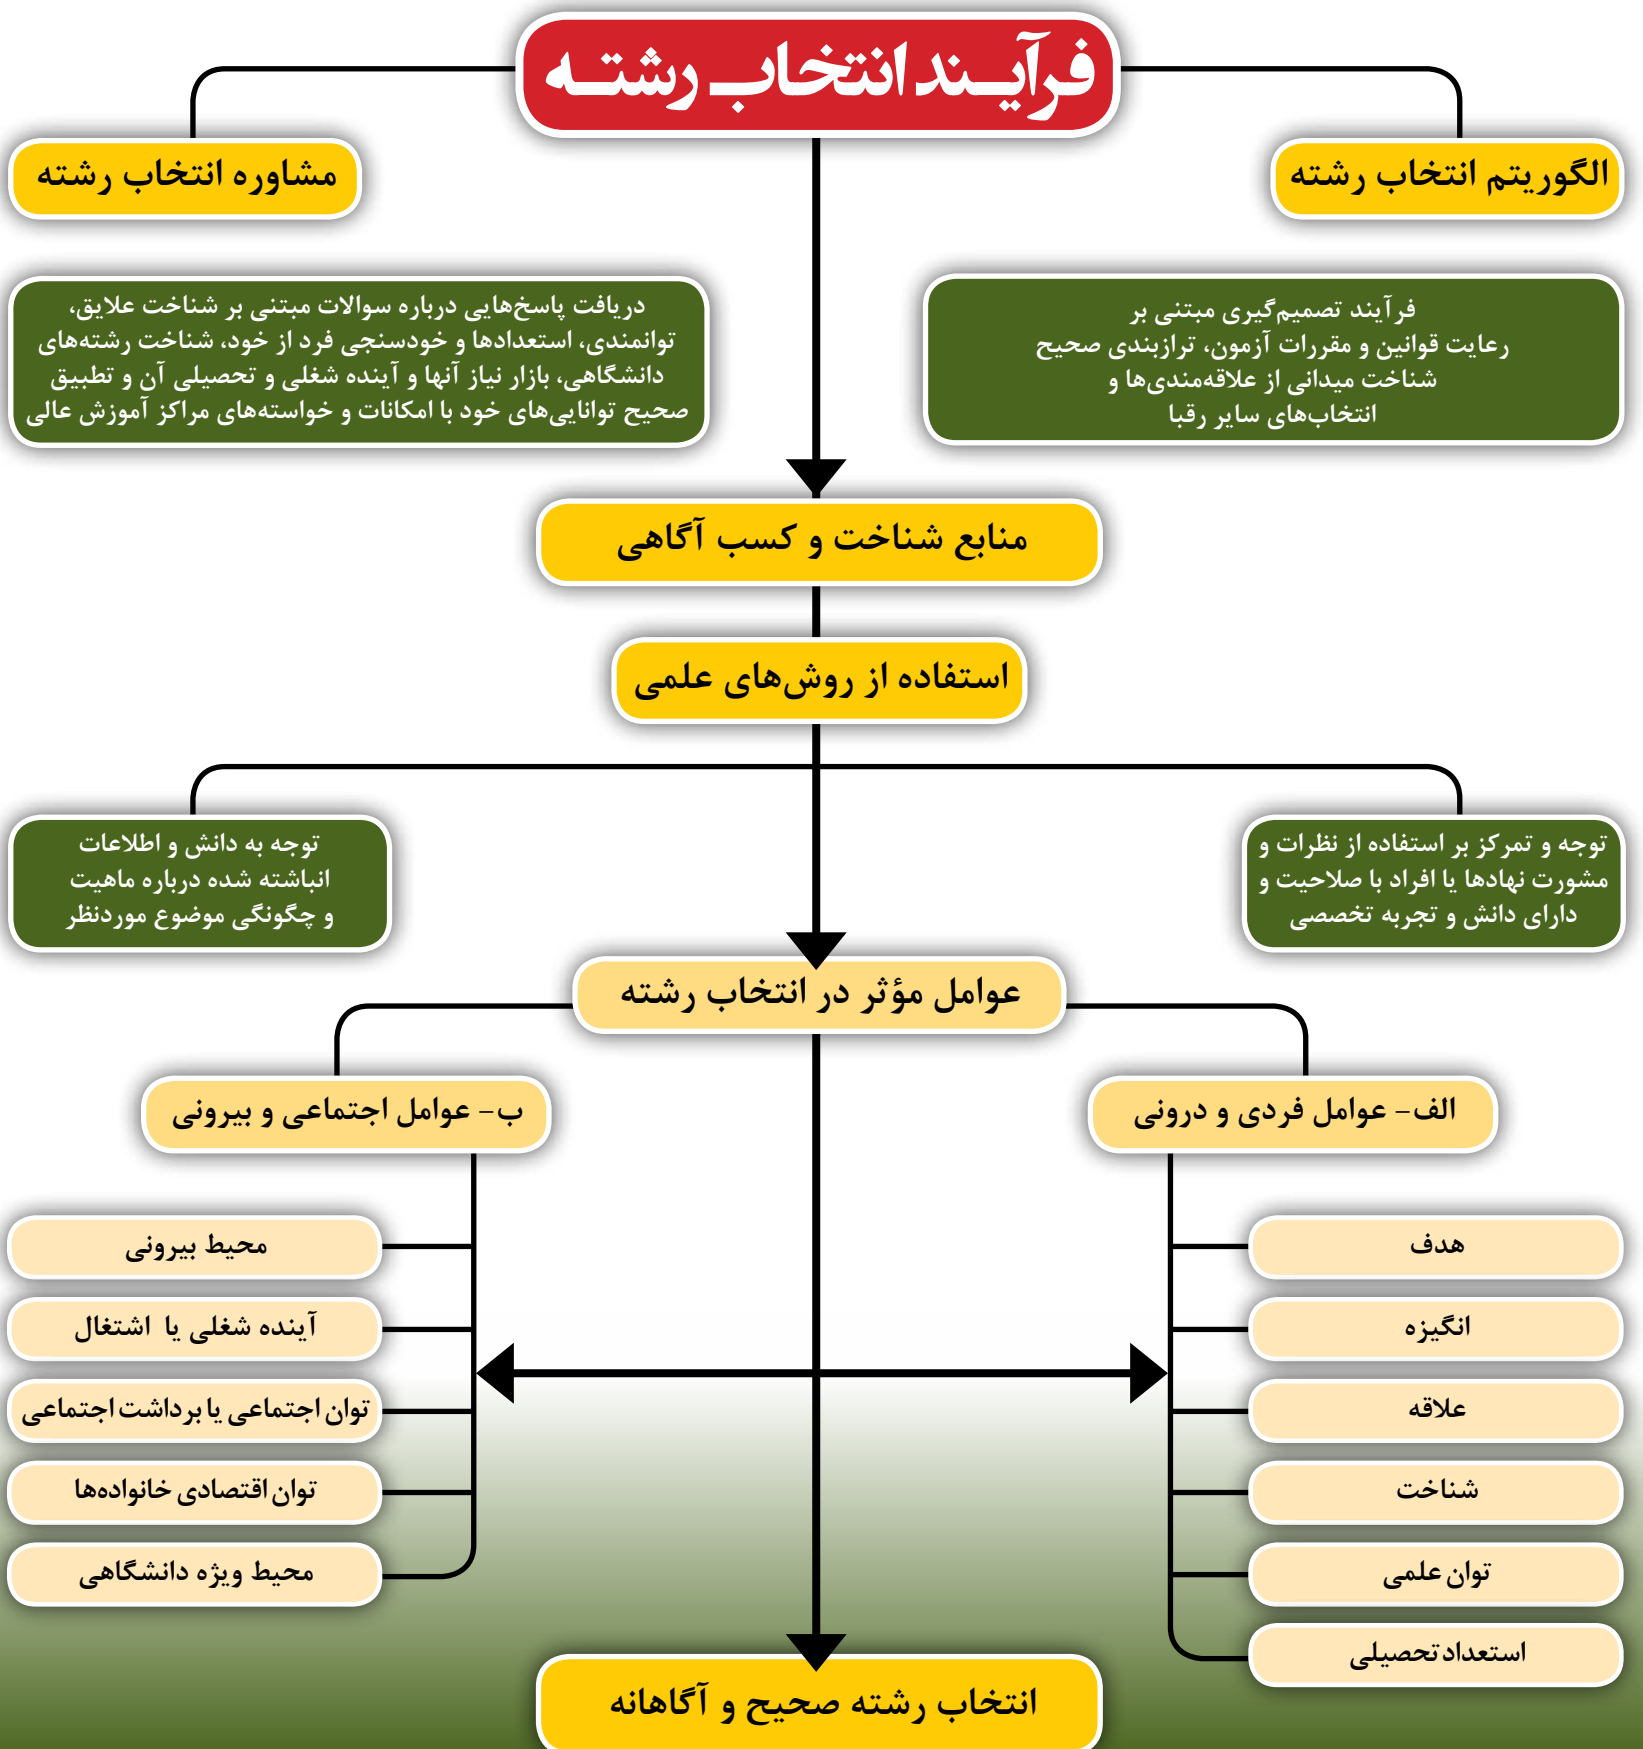 فرآیند انتخاب رشته
الگوریتم انتخاب رشته
مشاوره انتخاب رشته
فرآیند تصمیم‌گیری مبتنی بر
رعایت قوانین و مقررات آزمون، ترازبندی صحیح
شناخت میدانی از علاقه‌مندی‌ها و
انتخاب‌های سایر رقبا
دریافت پاسخ‌هایی درباره سوالات مبتنی بر شناخت علایق،
توانمندی، استعدادها و خودسنجی فرد از خود، شناخت رشته‌های
دانشگاهی، بازار نیاز آنها و آینده شغلی و تحصیلی آن و تطبیق
صحیح توانایی‌های خود با امکانات و خواسته‌های مراکز آموزش عالی
منابع شناخت و کسب آگاهی
استفاده از روش‌های علمی
توجه و تمرکز بر استفاده از نظرات و
مشورت نهادها یا افراد با صلاحیت و
دارای دانش و تجربه تخصصی
توجه به دانش و اطلاعات
انباشته شده درباره ماهیت
و چگونگی موضوع موردنظر
عوامل مؤثر در انتخاب رشته
الف- عوامل فردی و درونی
هدف
انگیزه
علاقه
شناخت
توان علمی
استعداد تحصیلی
ب- عوامل اجتماعی و بیرونی
محیط بیرونی
آینده شغلی یا اشتغال
توان اجتماعی یا برداشت اجتماعی
توان اقتصادی خانواده‌ها
محیط ویژه دانشگاهی
انتخاب رشته صحیح و آگاهانه